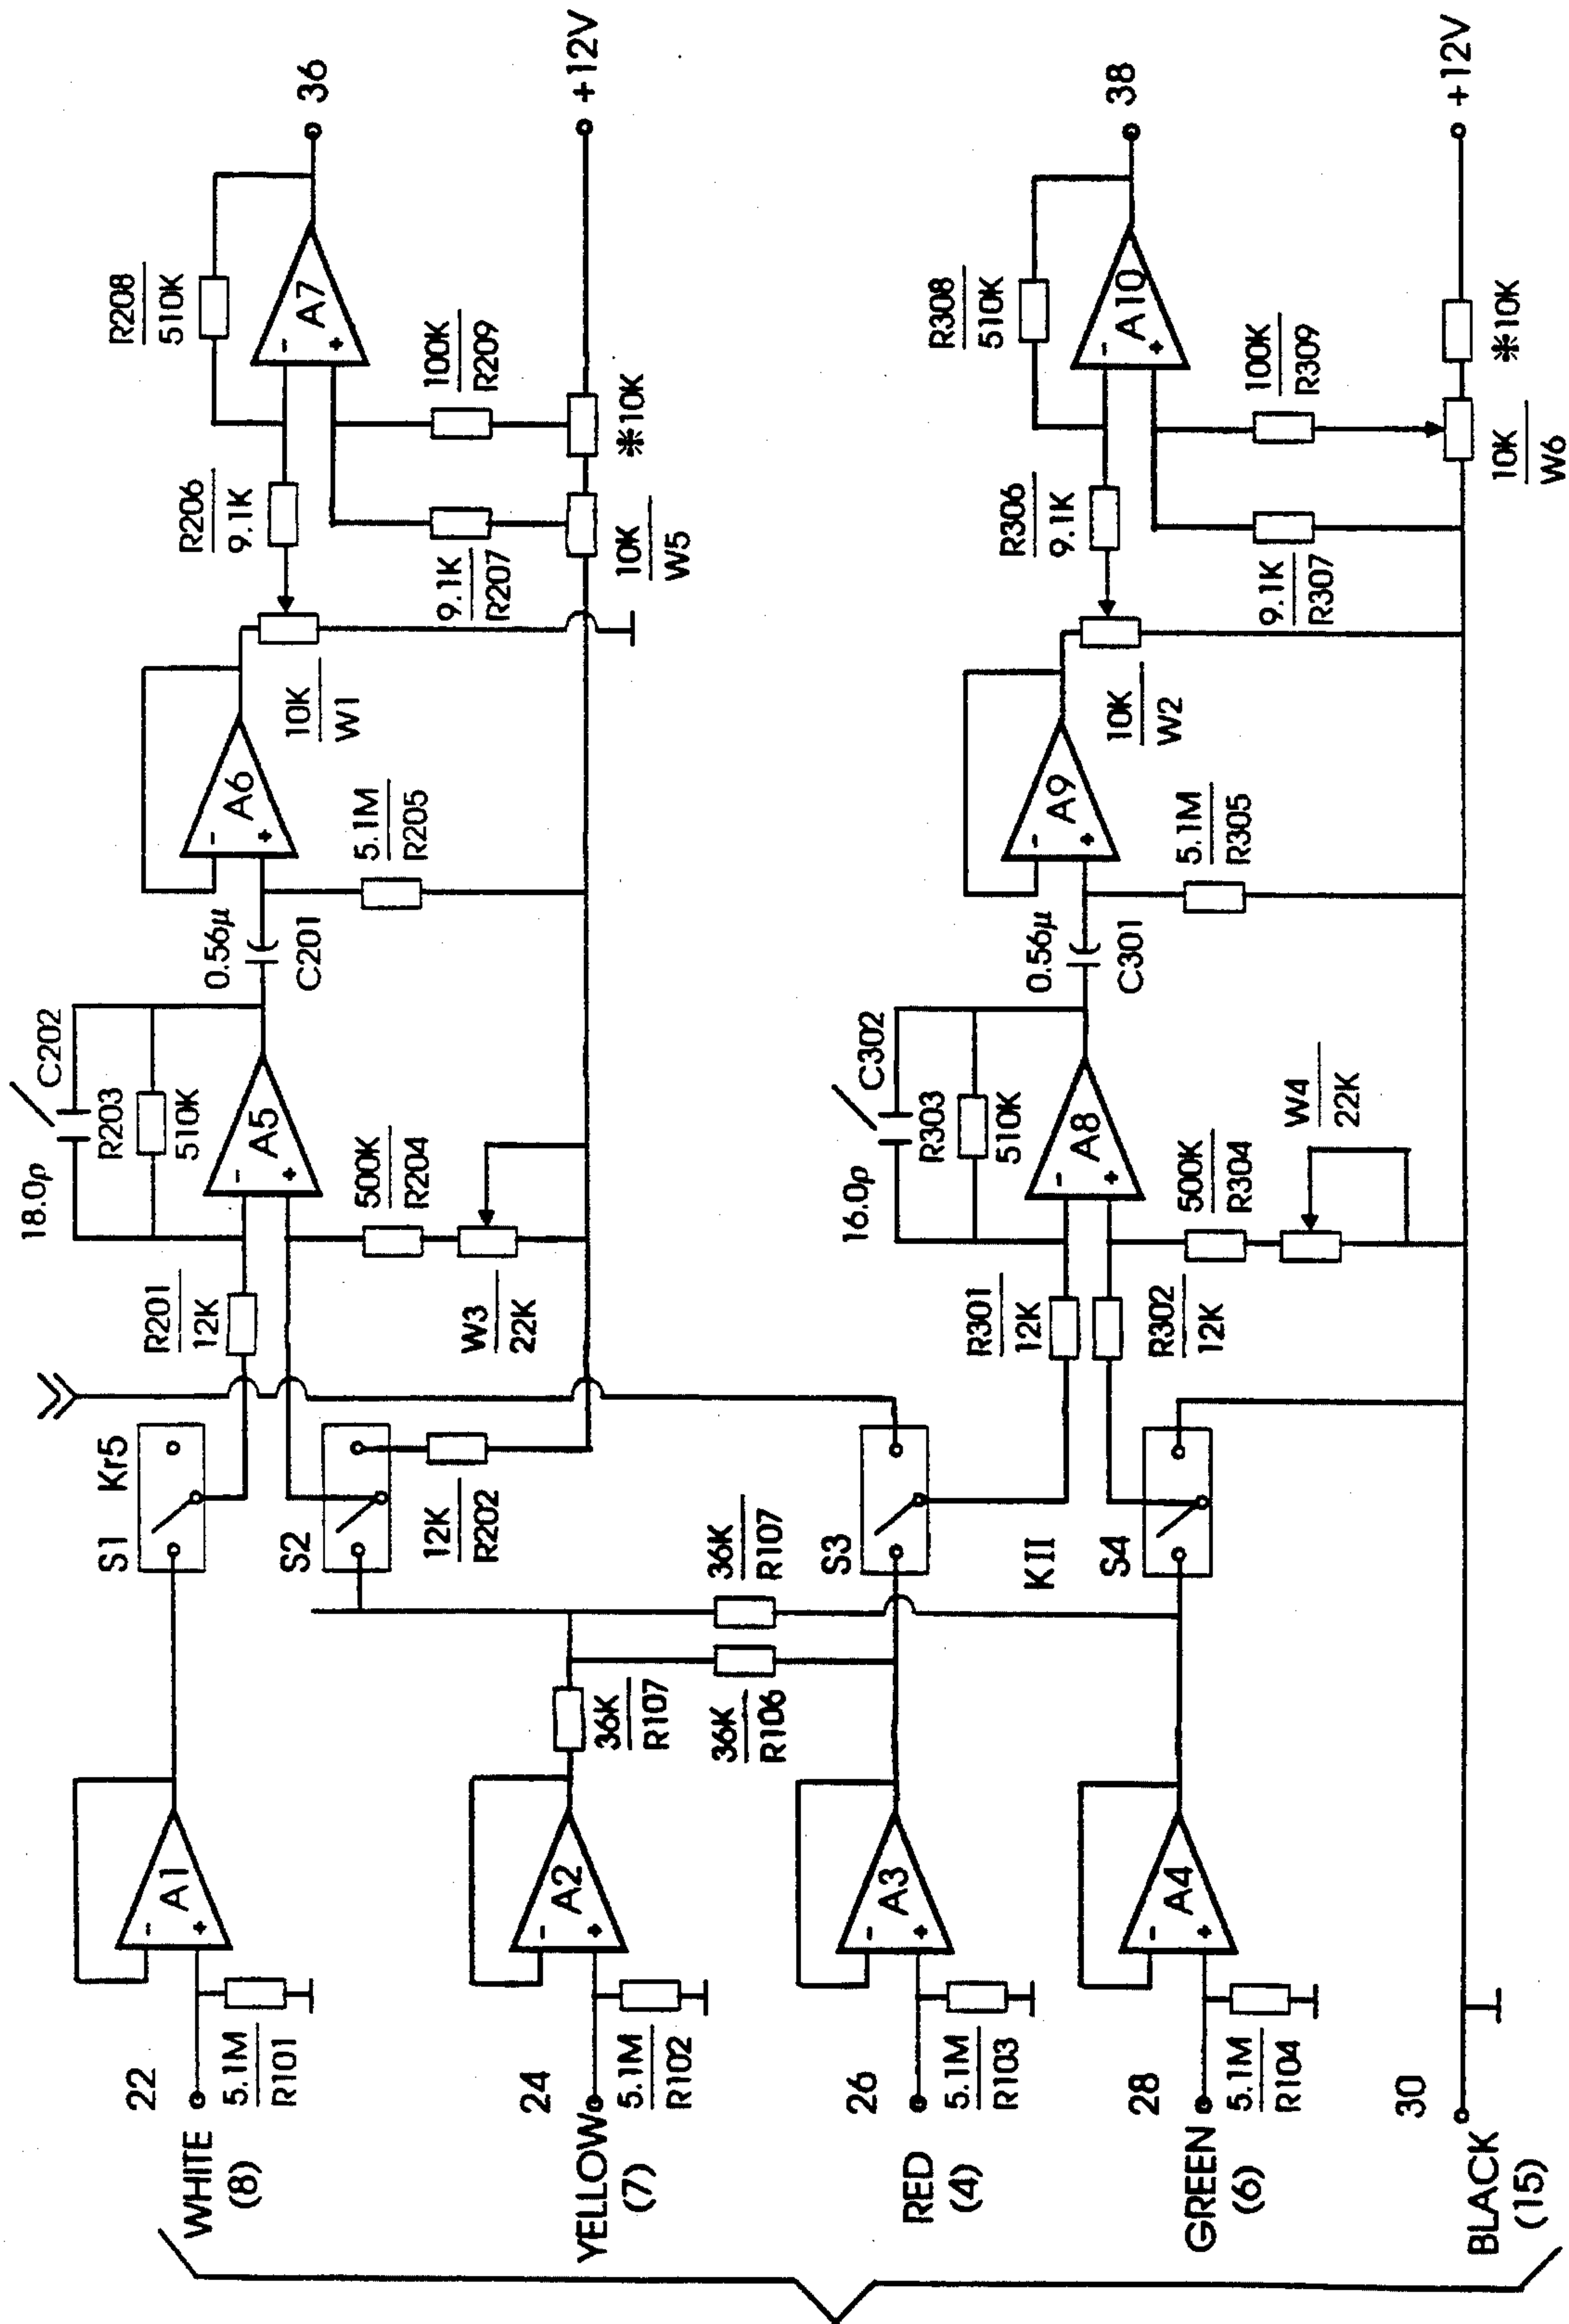 WHITE
(8)
22
5.1M
R101
-
+
A1
S1
Kr5
R201
12K
18.0p
C202
R203
510K
-
+
A5
500K
R204
W3
22K
0.56μ
C201
-
+
A6
5.1M
R205
10K
W1
R206
9.1K
9.1K
R207
R208
510K
-
+
A7
100K
R209
10K
W5
※10K
36
+12V
YELLOW
(7)
24
5.1M
R102
-
+
A2
36K
R107
S2
12K
R202
36K
R107
36K
R106
RED
(4)
26
5.1M
R103
-
+
A3
S3
KII
R301
12K
R302
12K
16.0p
C302
R303
510K
-
+
A8
500K
R304
W4
22K
0.56μ
C301
-
+
A9
5.1M
R305
10K
W2
R306
9.1K
9.1K
R307
R308
510K
-
+
A10
100K
R309
10K
W6
※10K
38
+12V
GREEN
(6)
28
5.1M
R104
-
+
A4
S4
BLACK
(15)
30